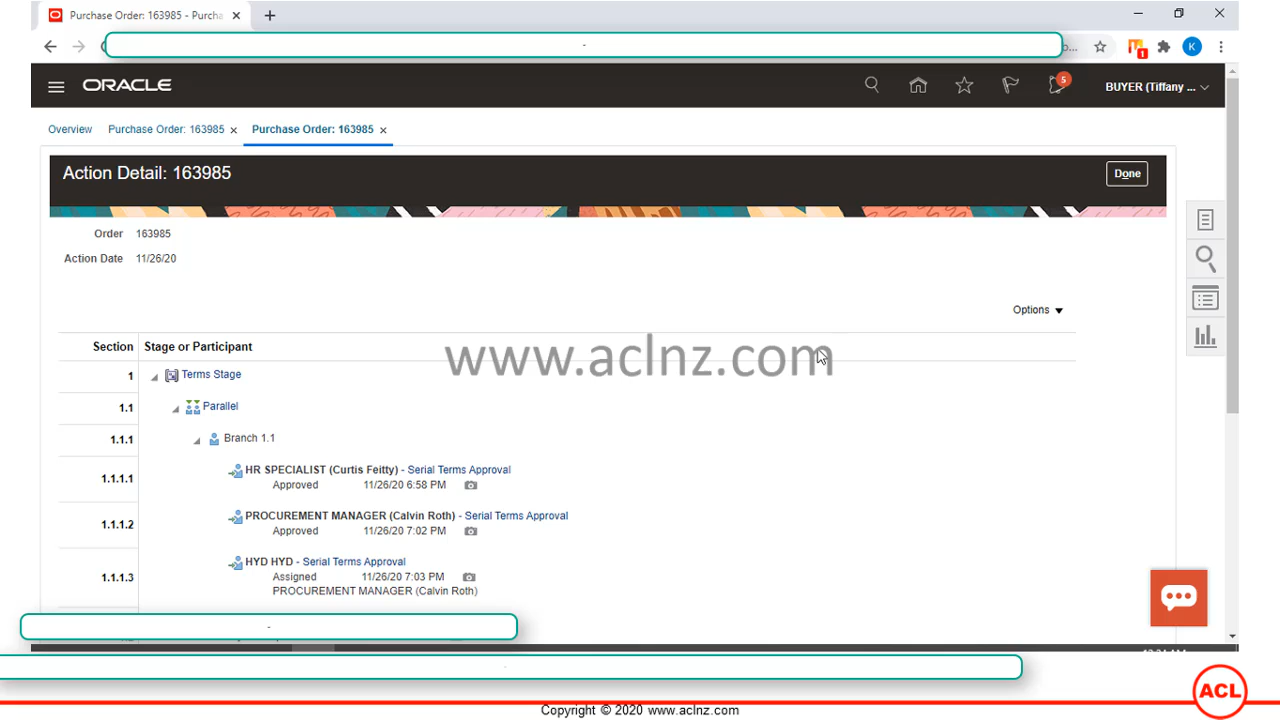 Purchase Order: 163985 - Purcha
K
1
ORACLE
5
BUYER (Tiffany ...
Overview Purchase Order: 163985 Purchase Order: 163985
Action Detail: 163985
Done
Order 163985
Action Date 11/26/20
Options
Section Stage or Participant
www.aclnz.com
1 Terms Stage
1.1 Parallel
1.1.1 Branch 1.1
1.1.1.1 HR SPECIALIST (Curtis Feitty) - Serial Terms Approval
Approved 11/26/20 6:58 PM
1.1.1.2 PROCUREMENT MANAGER (Calvin Roth) - Serial Terms Approval
Approved 11/26/20 7:02 PM
1.1.1.3 HYD HYD - Serial Terms Approval
Assigned 11/26/20 7:03 PM
PROCUREMENT MANAGER (Calvin Roth)
ACL
Copyright © 2020 www.aclnz.com